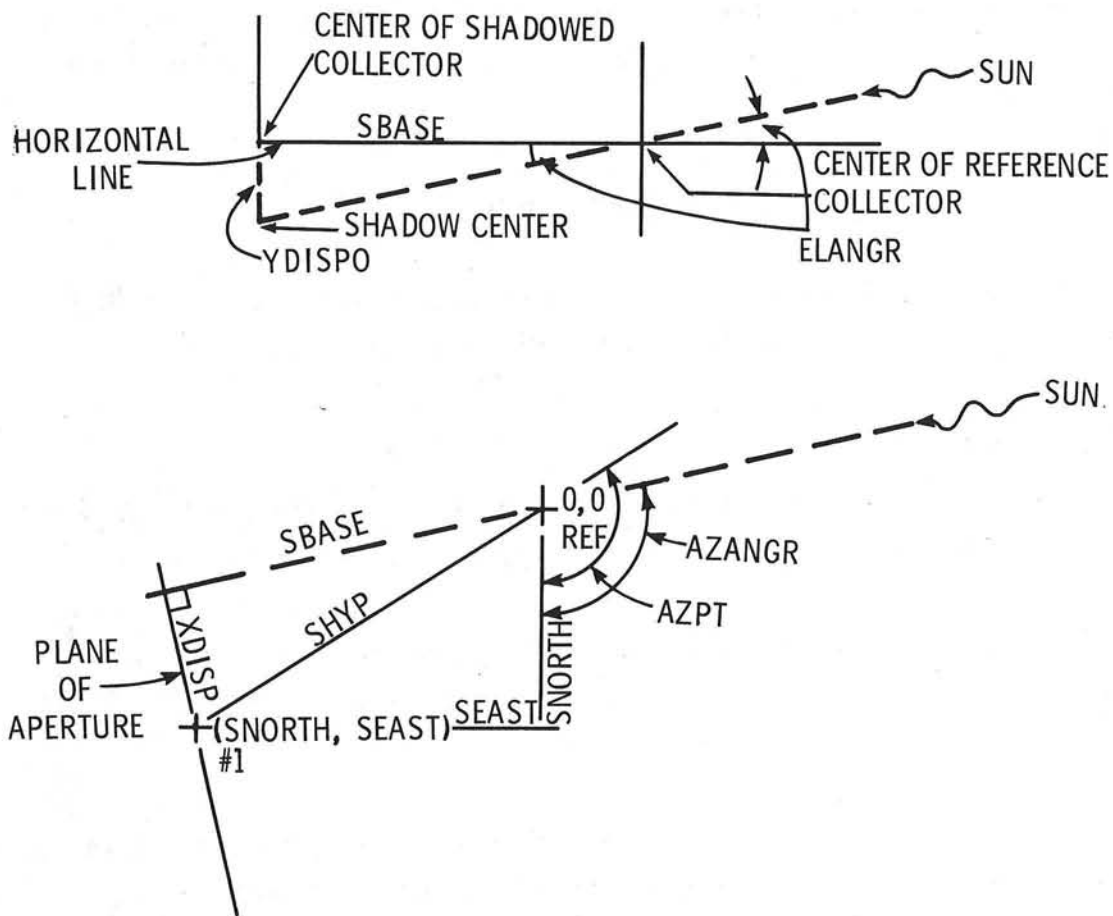 CENTER OF SHADOWED
COLLECTOR
SUN
HORIZONTAL
LINE
SBASE
CENTER OF REFERENCE
COLLECTOR
SHADOW CENTER
YDISPO
ELANGR
SUN
0,0
REF
SBASE
AZANGR
AZPT
SHYP
XDISP
SNORTH
PLANE
OF
APERTURE
(SNORTH, SEAST)
SEAST
#1